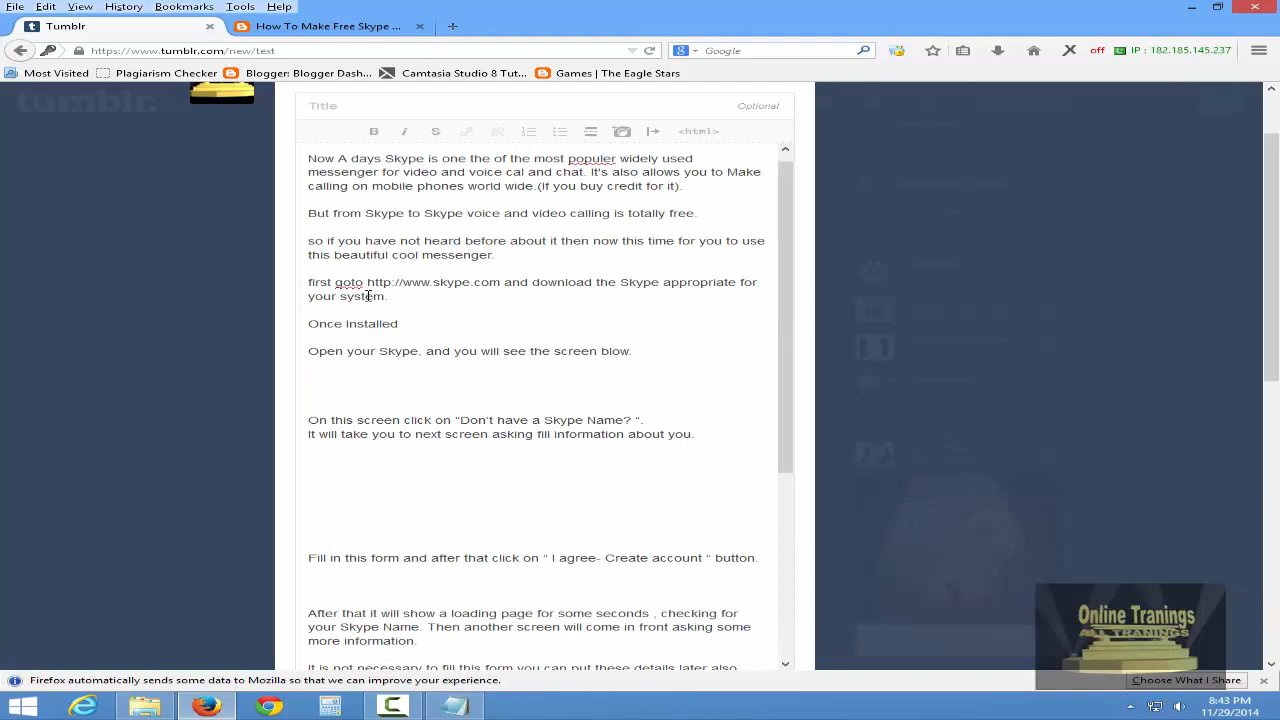 File Edit View History Bookmarks Tools Help
Tumblr × How To Make Free Skype ... × +
https://www.tumblr.com/new/text Google off IP : 182.185.145.237
Most Visited Plagiarism Checker Blogger: Blogger Dash... Camtasia Studio 8 & Tut... Games | The Eagle Stars
tumblr.
Title Optional
B i S <html>
Now A days Skype is one the of the most populer widely used
messenger for video and voice cal and chat. It's also allows you to Make
calling on mobile phones world wide.(If you buy credit for it).
But from Skype to Skype voice and video calling is totally free.
so if you have not heard before about it then now this time for you to use
this beautiful cool messenger.
first goto http://www.skype.com and download the Skype appropriate for
your system.
Once Installed
Open your Skype, and you will see the screen blow.
On this screen click on “Don't have a Skype Name? “.
It will take you to next screen asking fill information about you.
Fill in this form and after that click on “ I agree- Create account “ button.
After that it will show a loading page for some seconds , checking for
your Skype Name. Then another screen will come in front asking some
more information.
It is not necessary to fill this form you can put these details later also
Online Tranings
ALL TRANINGS
Firefox automatically sends some data to Mozilla so that we can improve your experience. Choose What I Share ×
8:43 PM
11/29/2014